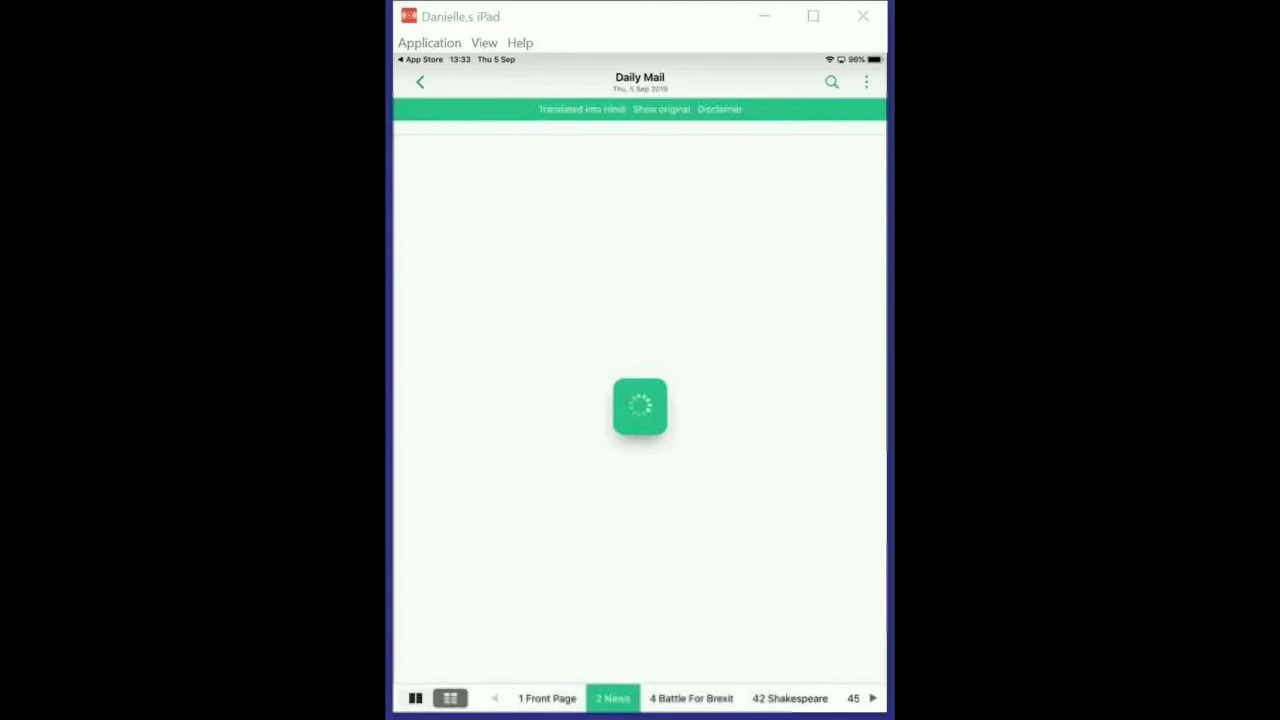 Danielle,s iPad
Application View Help
App Store 13:33 Thu 5 Sep 96%
Daily Mail
Thu, 5 Sep 2019
Translated into Hindi Show original Disclaimer
1 Front Page 2 News 4 Battle For Brexit 42 Shakespeare 45